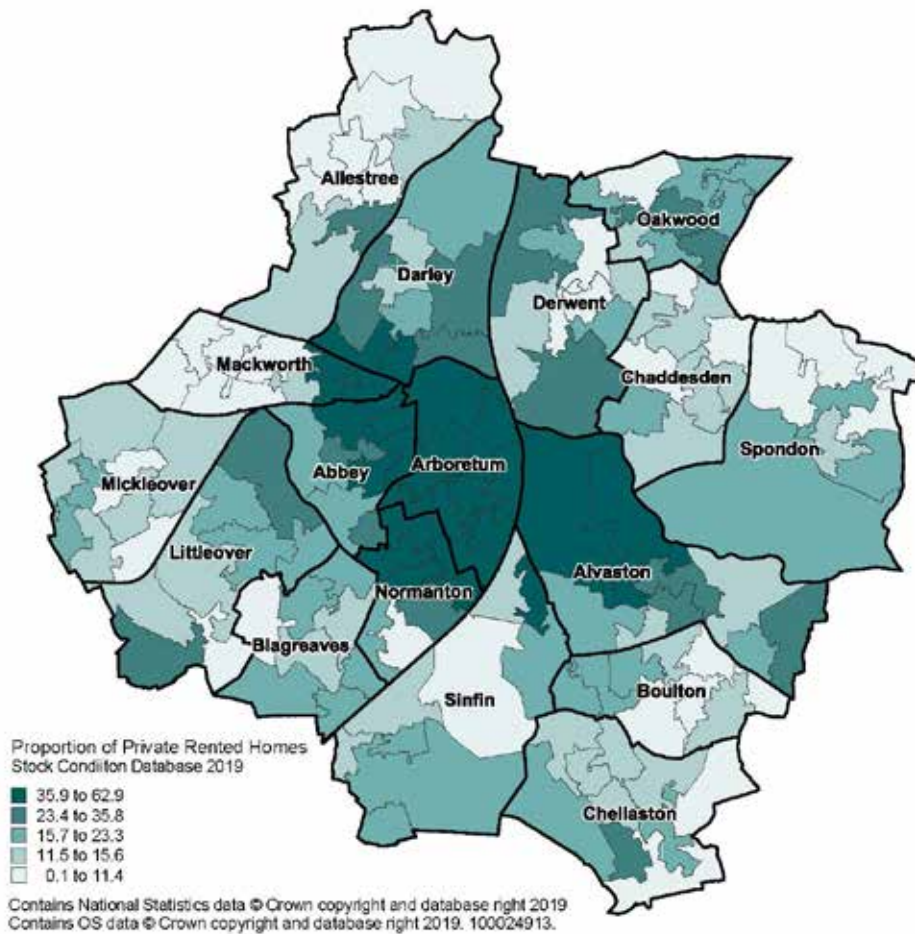 Allestree
Oakwood
Darley
Derwent
Mackworth
Chaddesden
Spondon
Abbey
Arboretum
Mickleover
Littleover
Alvaston
Normanton
Blagreaves
Boulton
Sinfin
Chellaston
Proportion of Private Rented Homes
Stock Condiiton Database 2019
35.9 to 62.9
23.4 to 35.8
15.7 to 23.3
11.5 to 15.6
0.1 to 11.4
Contains National Statistics data © Crown copyright and database right 2019
Contains OS data © Crown copyright and database right 2019. 100024913.